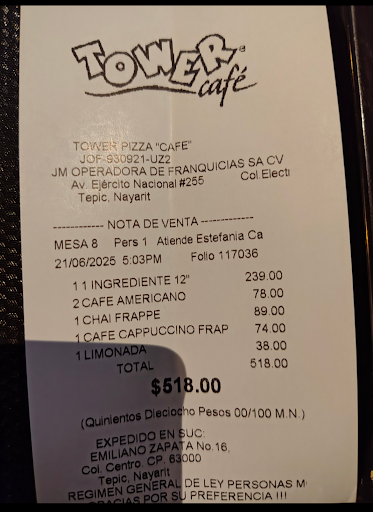 TOWER
café
TOWER PIZZA "CAFE"
JOF-930921-UZ2
JM OPERADORA DE FRANQUICIAS SA CV
Av. Ejército Nacional #255 Col.Electi
Tepic, Nayarit
------------ NOTA DE VENTA ------------
MESA 8 Pers 1 Atiende Estefania Ca
21/06/2025 5:03PM Folio 117036
1 1 INGREDIENTE 12" 239.00
2 CAFE AMERICANO 78.00
1 CHAI FRAPPE 89.00
1 CAFE CAPPUCCINO FRAP 74.00
1 LIMONADA 38.00
TOTAL 518.00
$518.00
(Quinientos Dieciocho Pesos 00/100 M.N.)
EXPEDIDO EN SUC:
EMILIANO ZAPATA No.16,
Col. Centro, CP. 63000
Tepic, Nayarit
REGIMEN GENERAL DE LEY PERSONAS M
GRACIAS POR SU PREFERENCIA !!!